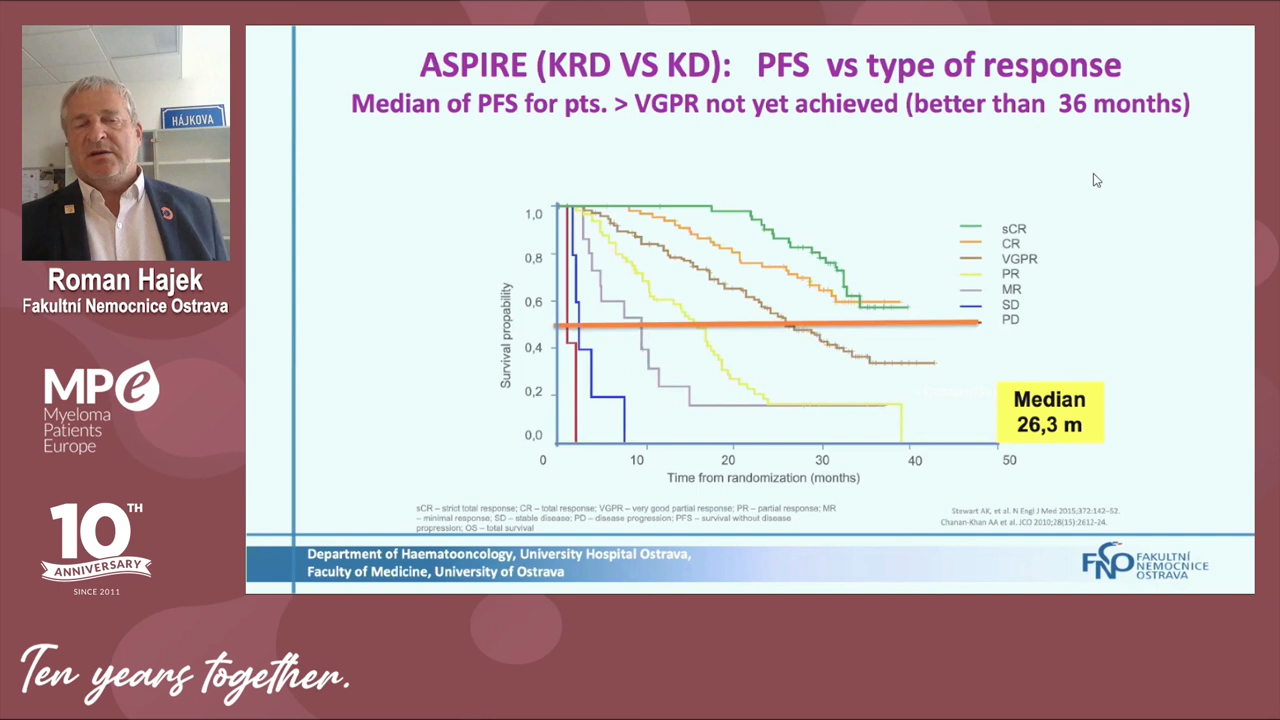 HÁJKOVA
Roman Hajek
Fakultní Nemocnice Ostrava
MPe
Myeloma
Patients
Europe
10TH
ANNIVERSARY
SINCE 2011
Ten years together.
ASPIRE (KRD VS KD): PFS vs type of response
Median of PFS for pts. > VGPR not yet achieved (better than 36 months)
Survival propability
1,0
0,8
0,6
0,4
0,2
0,0
0 10 20 30 40 50
Time from randomization (months)
sCR
CR
VGPR
PR
MR
SD
PD
Median
26,3 m
sCR – strict total response; CR – total response; VGPR – very good partial response; PR – partial response; MR
– minimal response; SD – stable disease; PD – disease progression; PFS – survival without disease
propression; OS – total survival
Stewart AK, et al. N Engl J Med 2015;372:142–52.
Chanan-Khan AA et al. JCO 2010;28(15):2612-24.
Department of Haematooncology, University Hospital Ostrava,
Faculty of Medicine, University of Ostrava
FNO
FAKULTNÍ
NEMOCNICE
OSTRAVA